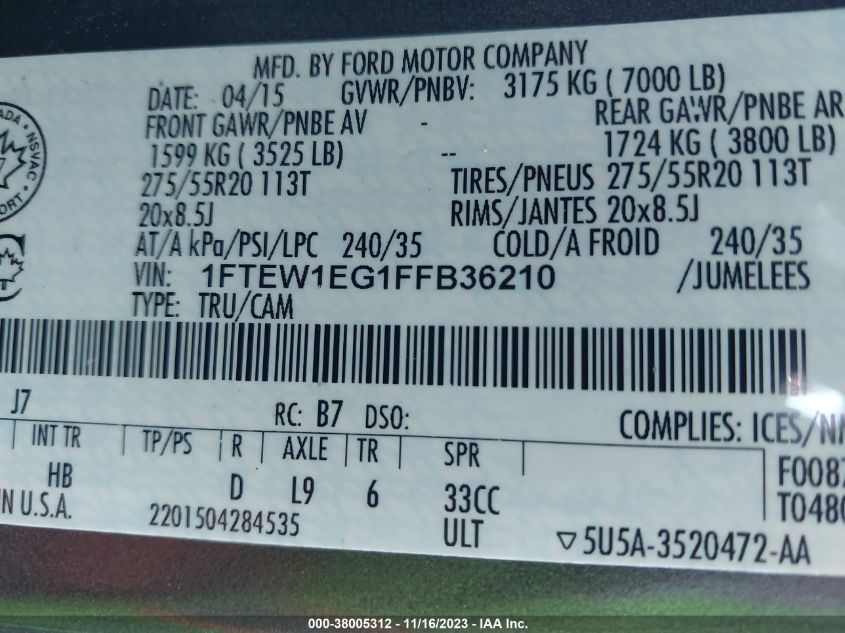 MFD. BY FORD MOTOR COMPANY
DATE: 04/15 GVWR/PNBV: 3175 KG ( 7000 LB)
FRONT GAWR/PNBE AV - REAR GAWR/PNBE AR
1599 KG ( 3525 LB) -- 1724 KG ( 3800 LB)
275/55R20 113T TIRES/PNEUS 275/55R20 113T
20x8.5J RIMS/JANTES 20x8.5J
AT/A kPa/PSI/LPC 240/35 COLD/A FROID 240/35
VIN: 1FTEW1EG1FFB36210 /JUMELEES
TYPE: TRU/CAM
NSVAC
J7 RC: B7 DSO: COMPLIES: ICES/
INT TR TP/PS R AXLE TR SPR
HB D L9 6 33CC F008
IN U.S.A. 2201504284535 ULT T048
▽ 5U5A-3520472-AA
000-38005312 - 11/16/2023 - IAA Inc.